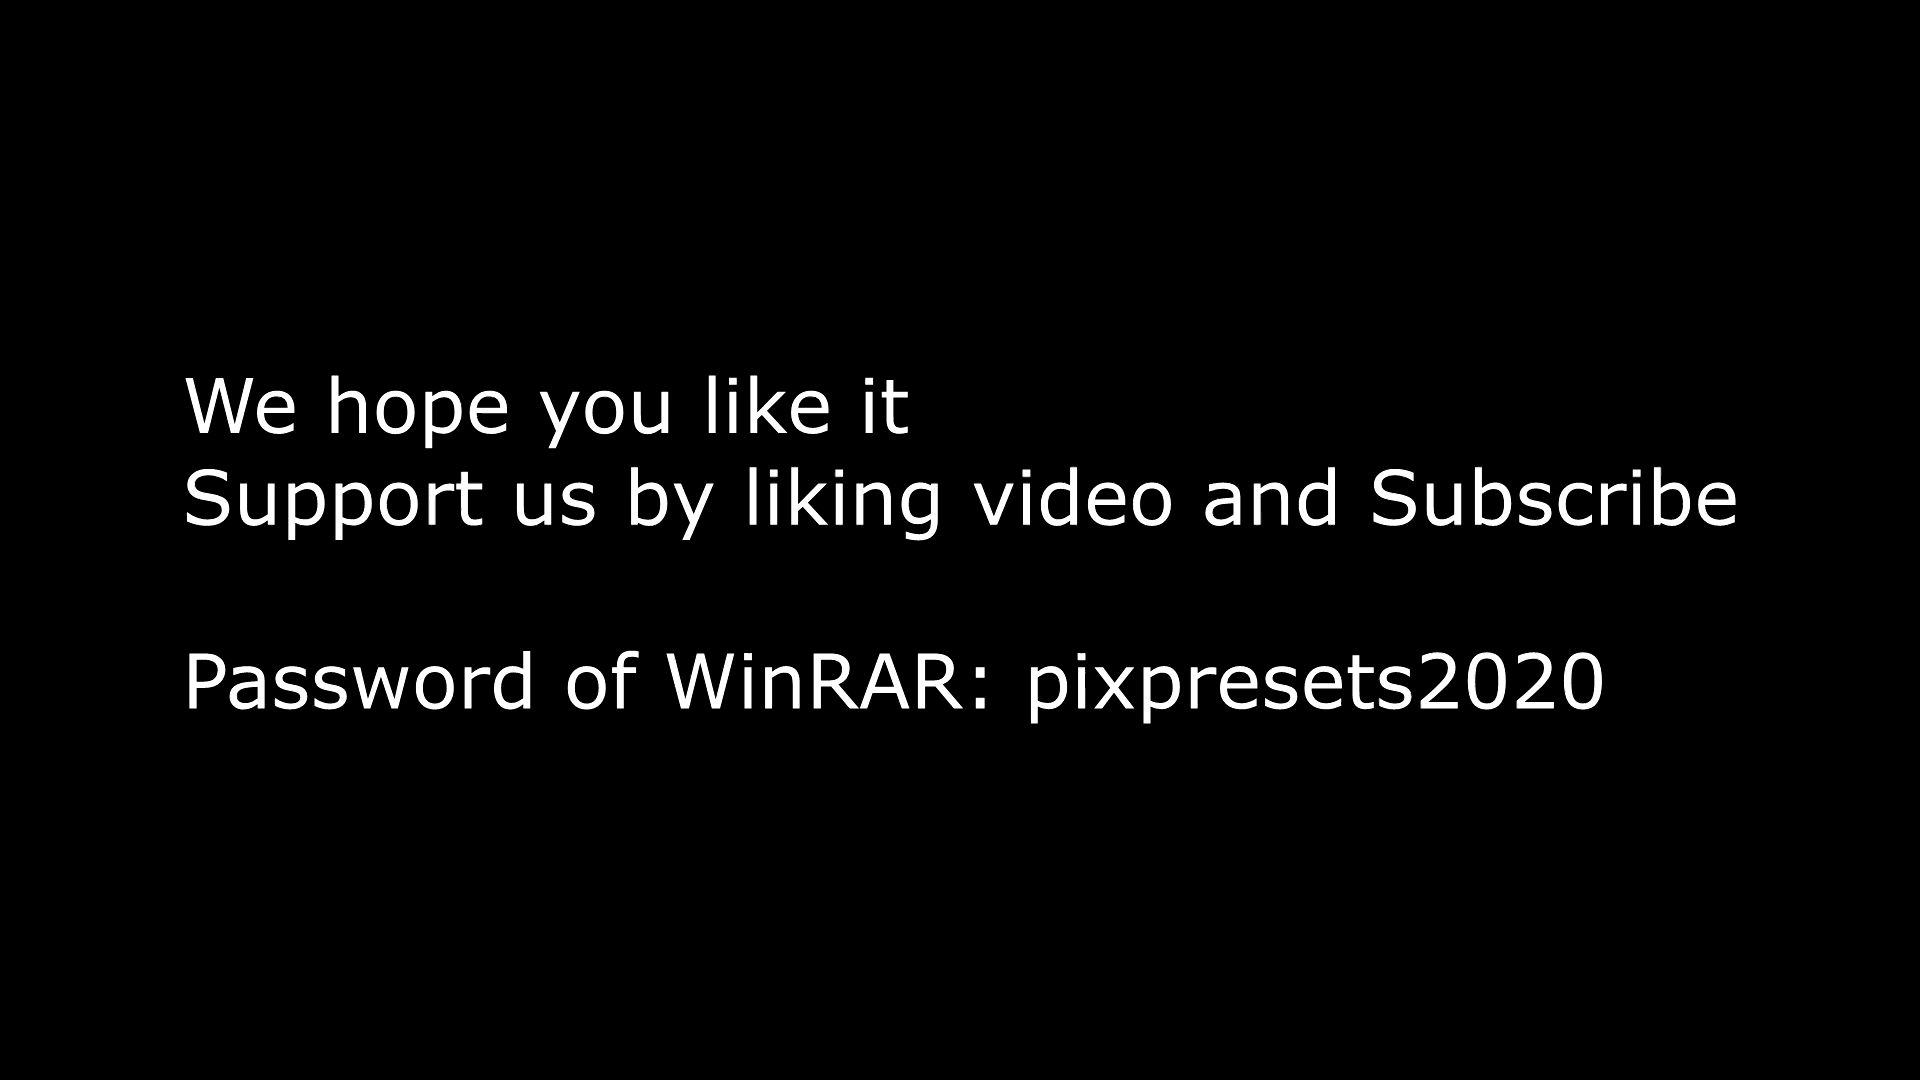 We hope you like it
Support us by liking video and Subscribe
Password of WinRAR: pixpresets2020